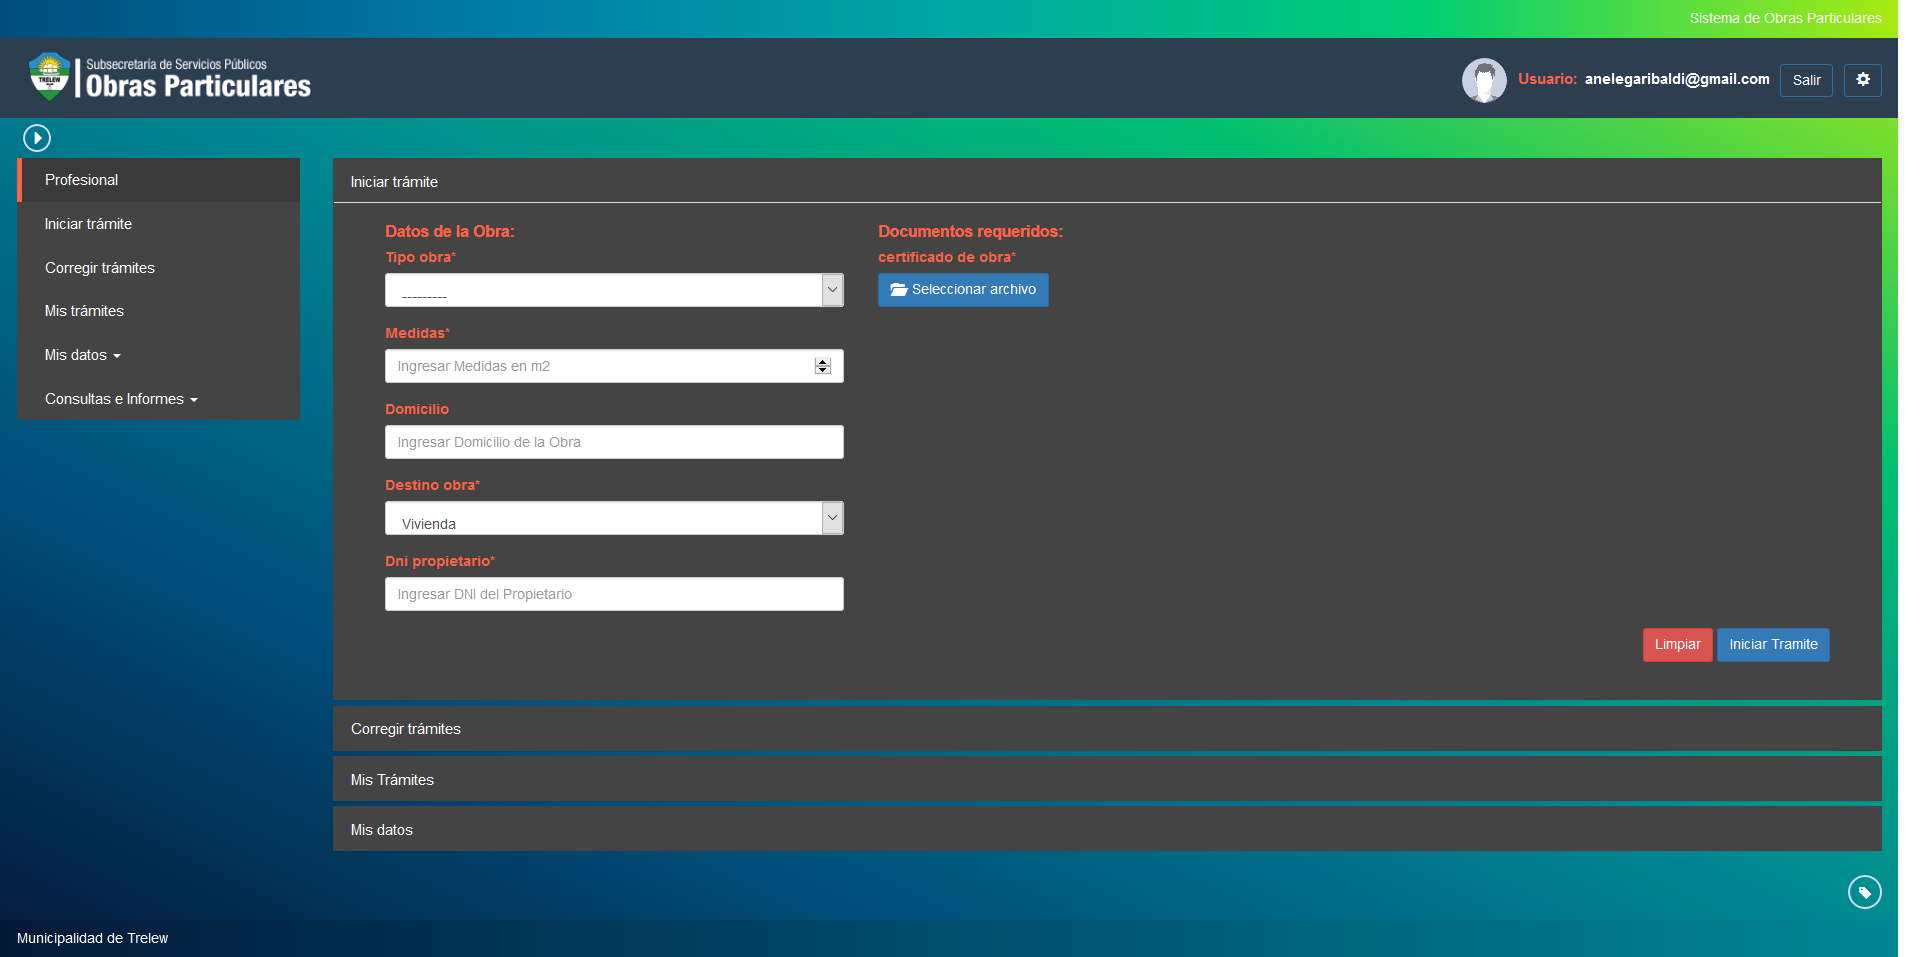 Sistema de Obras Particulares
TRELEW
Subsecretaría de Servicios Públicos
Obras Particulares
Usuario: anelegaribaldi@gmail.com
Salir
Profesional
Iniciar trámite
Corregir trámites
Mis trámites
Mis datos
Consultas e Informes
Iniciar trámite
Datos de la Obra:
Tipo obra*
---------
Medidas*
Ingresar Medidas en m2
Domicilio
Ingresar Domicilio de la Obra
Destino obra*
Vivienda
Dni propietario*
Ingresar DNI del Propietario
Documentos requeridos:
certificado de obra*
Seleccionar archivo
Limpiar
Iniciar Tramite
Corregir trámites
Mis Trámites
Mis datos
Municipalidad de Trelew